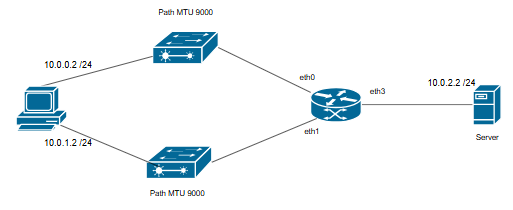 Path MTU 9000
10.0.0.2 /24
eth0
eth3
10.0.2.2 /24
eth1
Server
10.0.1.2 /24
Path MTU 9000